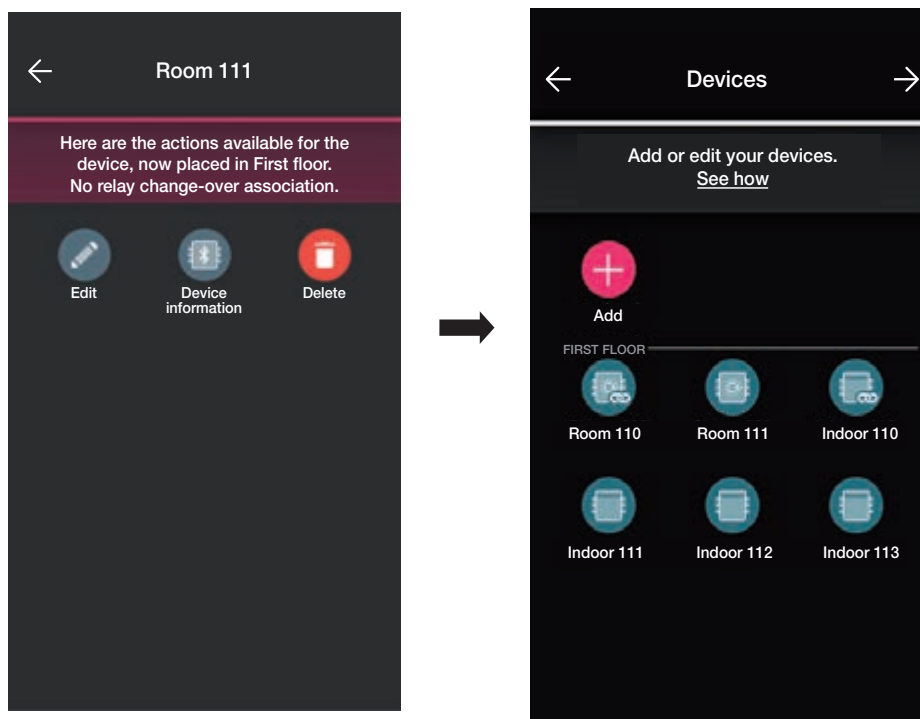 Room 111
Here are the actions available for the
device, now placed in First floor.
No relay change-over association.
Edit
Device
information
Delete
Devices
Add or edit your devices.
See how
Add
FIRST FLOOR
Room 110
Room 111
Indoor 110
Indoor 111
Indoor 112
Indoor 113